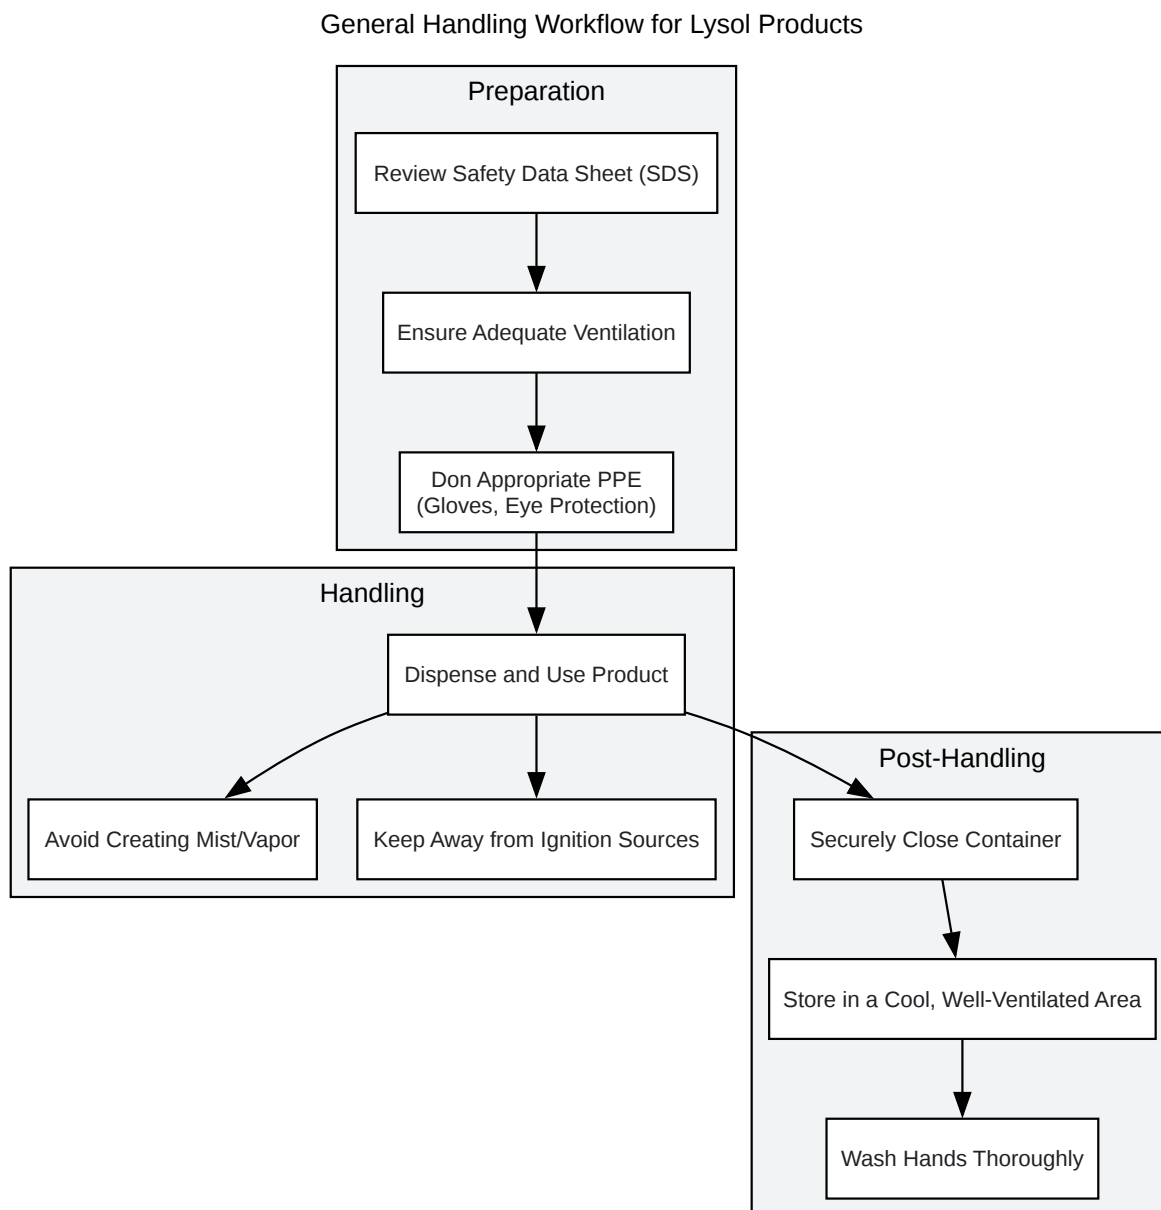 General Handling Workflow for Lysol Products
Preparation
Review Safety Data Sheet (SDS)
Ensure Adequate Ventilation
Don Appropriate PPE
(Gloves, Eye Protection)
Handling
Dispense and Use Product
Avoid Creating Mist/Vapor
Keep Away from Ignition Sources
Post-Handling
Securely Close Container
Store in a Cool, Well-Ventilated Area
Wash Hands Thoroughly